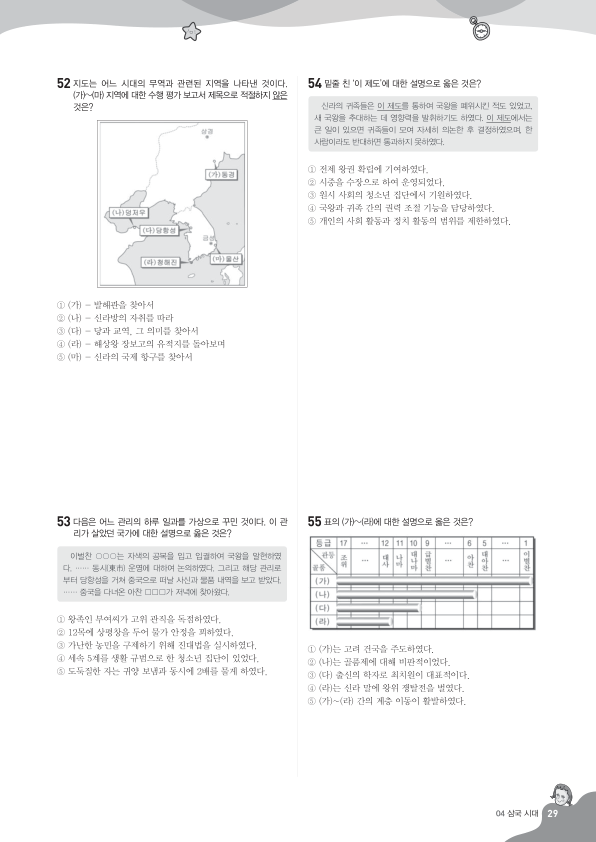 52 지도는 어느 시대의 무역과 관련된 지역을 나타낸 것이다.
(가)~(마) 지역에 대한 수행 평가 보고서 제목으로 적절하지 않은
것은?
상경
(가)동경
(나)덩저우
(다)당항성
금성
(라)청해진
(마)울산
① (가) - 발해관을 찾아서
② (나) - 신라방의 자취를 따라
③ (다) - 당과 교역, 그 의미를 찾아서
④ (라) - 해상왕 장보고의 유적지를 돌아보며
⑤ (마) - 신라의 국제 항구를 찾아서
53 다음은 어느 관리의 하루 일과를 가상으로 꾸민 것이다. 이 관
리가 살았던 국가에 대한 설명으로 옳은 것은?
이벌찬 ○○○는 자색의 공복을 입고 입궐하여 국왕을 알현하였
다. …… 동시(東市) 운영에 대하여 논의하였다. 그리고 해당 관리로
부터 당항성을 거쳐 중국으로 떠날 사신과 물품 내역을 보고 받았다.
…… 중국을 다녀온 아찬 □□□가 저녁에 찾아왔다.
① 왕족인 부여씨가 고위 관직을 독점하였다.
② 12목에 상평창을 두어 물가 안정을 꾀하였다.
③ 가난한 농민을 구제하기 위해 진대법을 실시하였다.
④ 세속 5계를 생활 규범으로 한 청소년 집단이 있었다.
⑤ 도둑질한 자는 귀양 보냄과 동시에 2배를 물게 하였다.
54 밑줄 친 '이 제도'에 대한 설명으로 옳은 것은?
신라의 귀족들은 이 제도를 통하여 국왕을 폐위시킨 적도 있었고,
새 국왕을 추대하는 데 영향력을 발휘하기도 하였다. 이 제도에서는
큰 일이 있으면 귀족들이 모여 자세히 의논한 후 결정하였으며, 한
사람이라도 반대하면 통과하지 못하였다.
① 전제 왕권 확립에 기여하였다.
② 시중을 수장으로 하여 운영되었다.
③ 원시 사회의 청소년 집단에서 기원하였다.
④ 국왕과 귀족 간의 권력 조절 기능을 담당하였다.
⑤ 개인의 사회 활동과 정치 활동의 범위를 제한하였다.
55 표의 (가)~(라)에 대한 설명으로 옳은 것은?
등급 17 … 12 11 10 9 … 6 5 … 1
관등 골품 조위 … 대사 나마 대나마 급벌찬 … 아찬 대아찬 … 이벌찬
(가)
(나)
(다)
(라)
① (가)는 고려 건국을 주도하였다.
② (나)는 골품제에 대해 비판적이었다.
③ (다) 출신의 학자로 최치원이 대표적이다.
④ (라)는 신라 말에 왕위 쟁탈전을 벌였다.
⑤ (가)~(라) 간의 계층 이동이 활발하였다.
04 삼국 시대 29